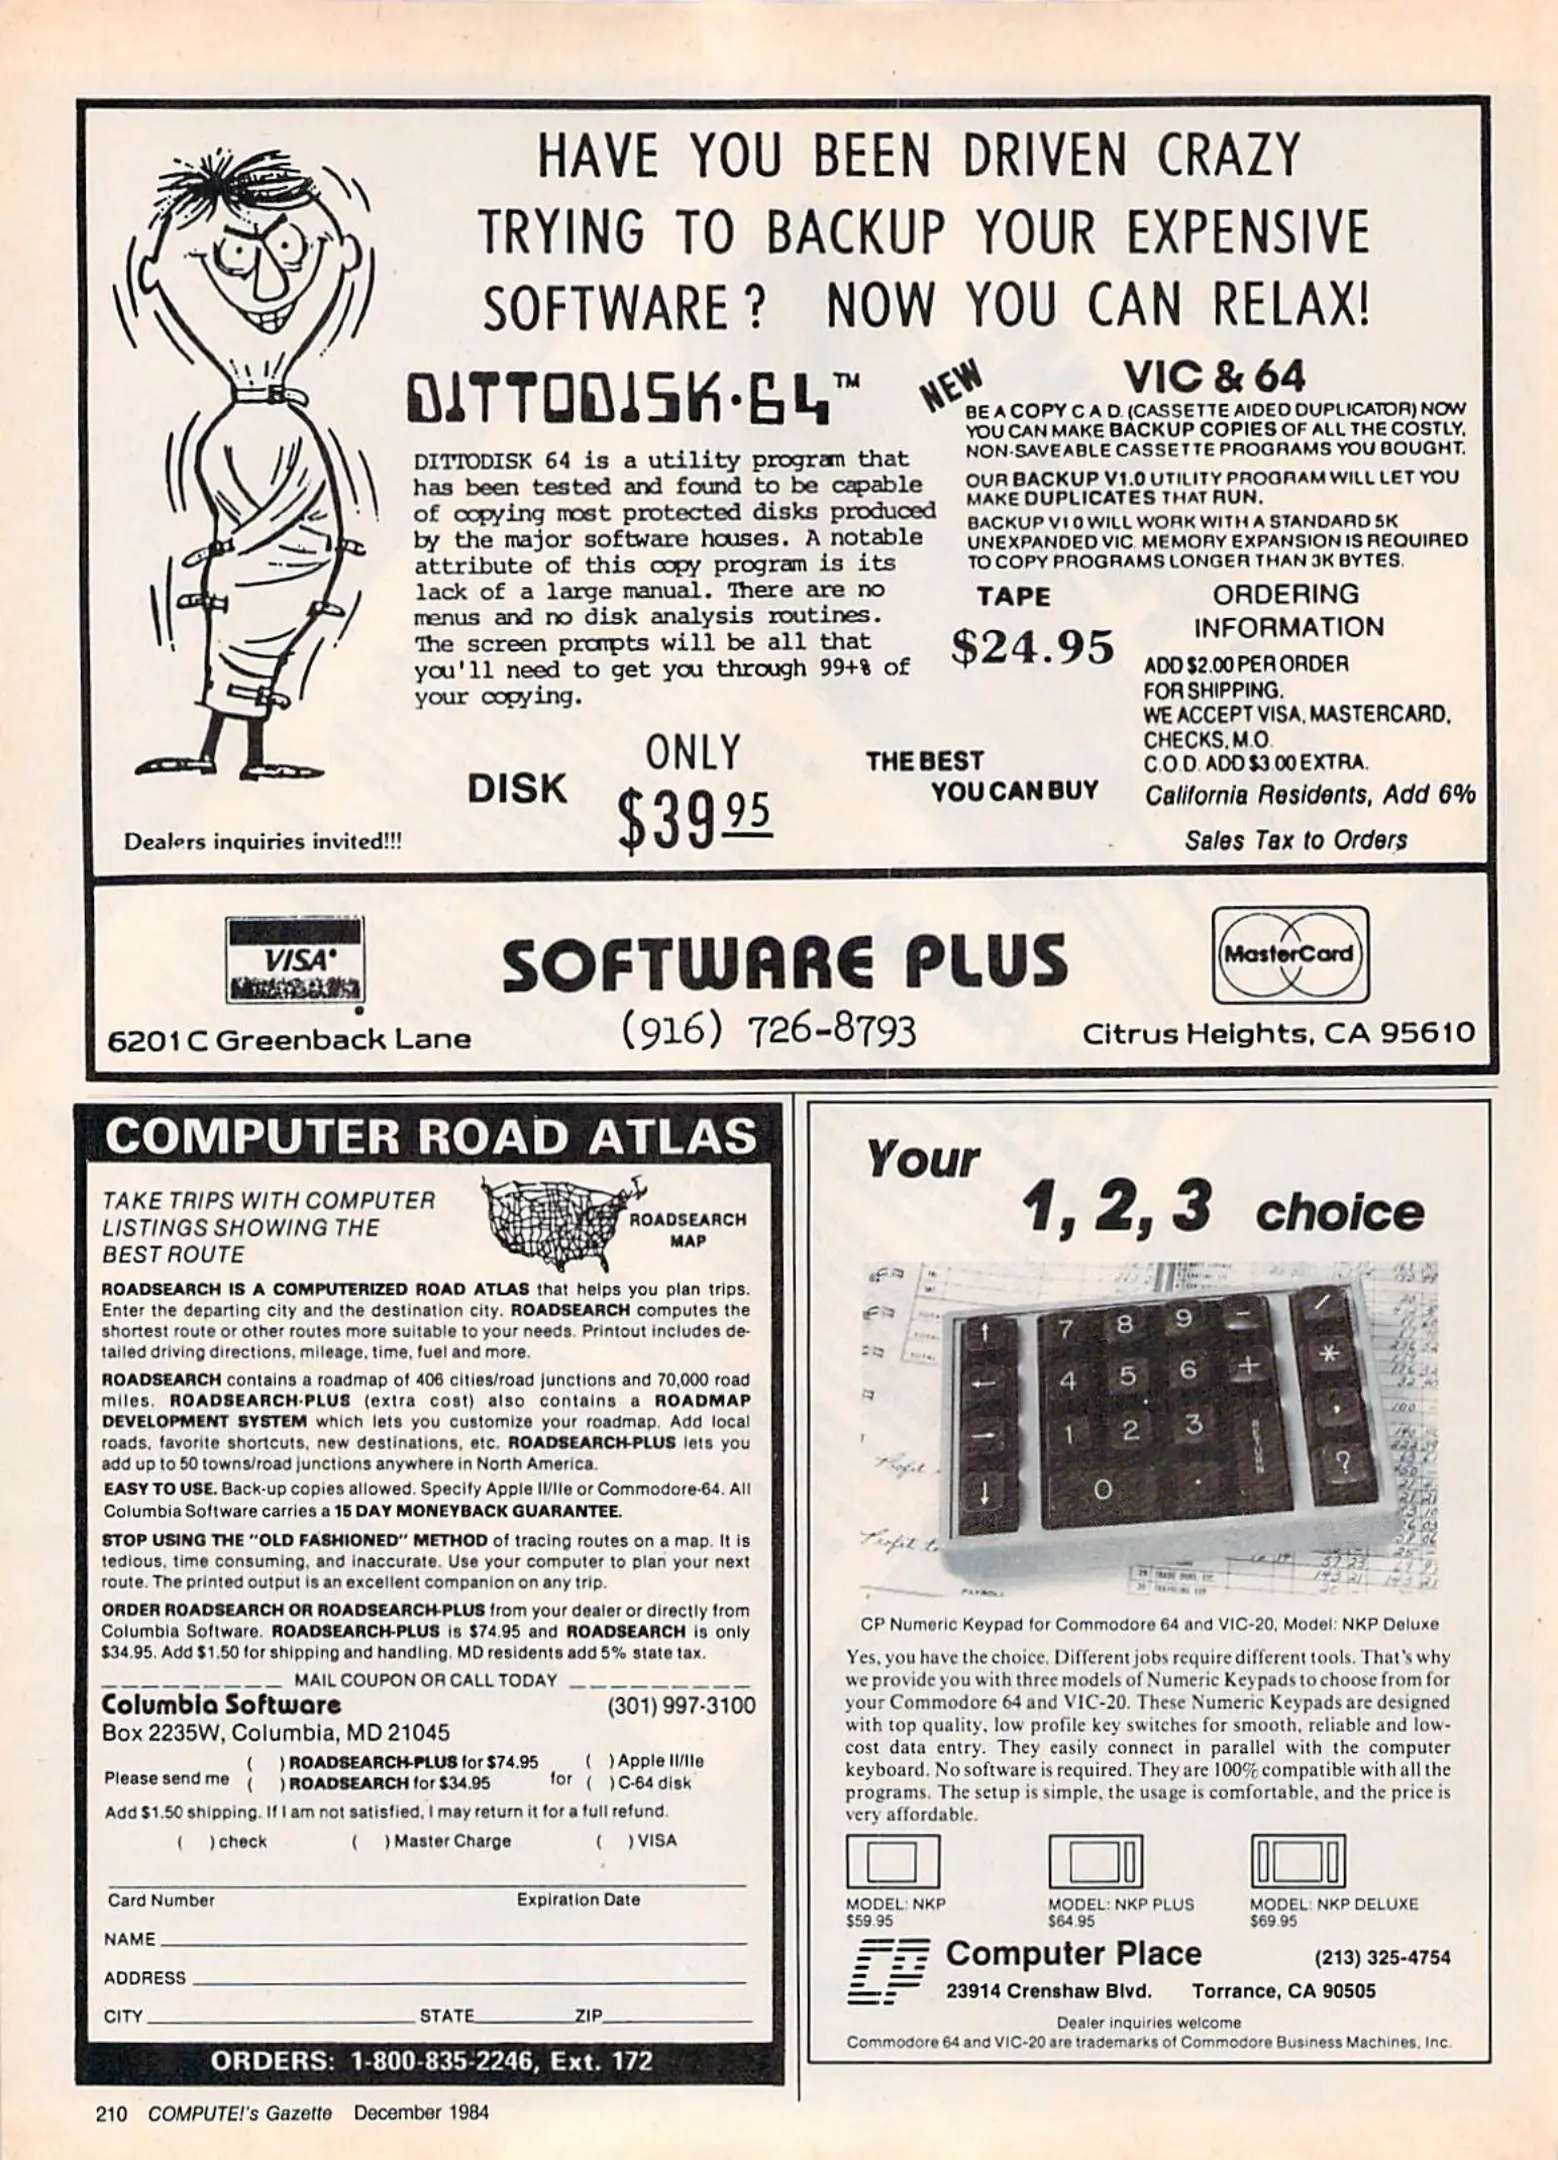 HAVE YOU BEEN DRIVEN CRAZY
TRYING TO BACKUP YOUR EXPENSIVE
SOFTWARE? NOW YOU CAN RELAX!
DITTODISK·64™
DITTODISK 64 is a utility program that
has been tested and found to be capable
of copying most protected disks produced
by the major software houses. A notable
attribute of this copy program is its
lack of a large manual. There are no
menus and no disk analysis routines.
The screen prompts will be all that
you'll need to get you through 99+% of
your copying.
DISK
ONLY
$39 95
Dealers inquiries invited!!!
NEW
VIC & 64
BE A COPY C A D. (CASSETTE AIDED DUPLICATOR) NOW
YOU CAN MAKE BACKUP COPIES OF ALL THE COSTLY,
NON-SAVEABLE CASSETTE PROGRAMS YOU BOUGHT.
OUR BACKUP V1.0 UTILITY PROGRAM WILL LET YOU
MAKE DUPLICATES THAT RUN.
BACKUP V1 0 WILL WORK WITH A STANDARD 5K
UNEXPANDED VIC. MEMORY EXPANSION IS REQUIRED
TO COPY PROGRAMS LONGER THAN 3K BYTES.
TAPE
$24.95
THE BEST
YOU CAN BUY
ORDERING
INFORMATION
ADD $2.00 PER ORDER
FOR SHIPPING.
WE ACCEPT VISA, MASTERCARD,
CHECKS, M.O.
C.O.D. ADD $3.00 EXTRA.
California Residents, Add 6%
Sales Tax to Orders
VISA
SOFTWARE PLUS
MasterCard
6201 C Greenback Lane
(916) 726-8793
Citrus Heights, CA 95610
COMPUTER ROAD ATLAS
TAKE TRIPS WITH COMPUTER
LISTINGS SHOWING THE
BEST ROUTE
ROADSEARCH
MAP
ROADSEARCH IS A COMPUTERIZED ROAD ATLAS that helps you plan trips.
Enter the departing city and the destination city. ROADSEARCH computes the
shortest route or other routes more suitable to your needs. Printout includes de-
tailed driving directions, mileage, time, fuel and more.
ROADSEARCH contains a roadmap of 406 cities/road junctions and 70,000 road
miles. ROADSEARCH-PLUS (extra cost) also contains a ROADMAP
DEVELOPMENT SYSTEM which lets you customize your roadmap. Add local
roads, favorite shortcuts, new destinations, etc. ROADSEARCH-PLUS lets you
add up to 50 towns/road junctions anywhere in North America.
EASY TO USE. Back-up copies allowed. Specify Apple II/IIe or Commodore-64. All
Columbia Software carries a 15 DAY MONEYBACK GUARANTEE.
STOP USING THE "OLD FASHIONED" METHOD of tracing routes on a map. It is
tedious, time consuming, and inaccurate. Use your computer to plan your next
route. The printed output is an excellent companion on any trip.
ORDER ROADSEARCH OR ROADSEARCH-PLUS from your dealer or directly from
Columbia Software. ROADSEARCH-PLUS is $74.95 and ROADSEARCH is only
$34.95. Add $1.50 for shipping and handling. MD residents add 5% state tax.
MAIL COUPON OR CALL TODAY
Columbia Software (301) 997-3100
Box 2235W, Columbia, MD 21045
Please send me
( ) ROADSEARCH-PLUS for $74.95
( ) ROADSEARCH for $34.95
for
( ) Apple II/IIe
( ) C-64 disk
Add $1.50 shipping. If I am not satisfied, I may return it for a full refund.
( ) check ( ) Master Charge ( ) VISA
Card Number Expiration Date
NAME
ADDRESS
CITY STATE ZIP
ORDERS: 1-800-835-2246, Ext. 172
Your
1, 2, 3 choice
↑ 7 8 9 - /
← 4 5 6 + *
→ 1 2 3 ,
↓ 0 . ?
Profit
Profit to
PAYROLL
CP Numeric Keypad for Commodore 64 and VIC-20, Model: NKP Deluxe
Yes, you have the choice. Different jobs require different tools. That's why
we provide you with three models of Numeric Keypads to choose from for
your Commodore 64 and VIC-20. These Numeric Keypads are designed
with top quality, low profile key switches for smooth, reliable and low-
cost data entry. They easily connect in parallel with the computer
keyboard. No software is required. They are 100% compatible with all the
programs. The setup is simple, the usage is comfortable, and the price is
very affordable.
MODEL: NKP
$59.95
MODEL: NKP PLUS
$64.95
MODEL: NKP DELUXE
$69.95
CP
Computer Place (213) 325-4754
23914 Crenshaw Blvd. Torrance, CA 90505
Dealer inquiries welcome
Commodore 64 and VIC-20 are trademarks of Commodore Business Machines, Inc.
210 COMPUTE!'s Gazette December 1984